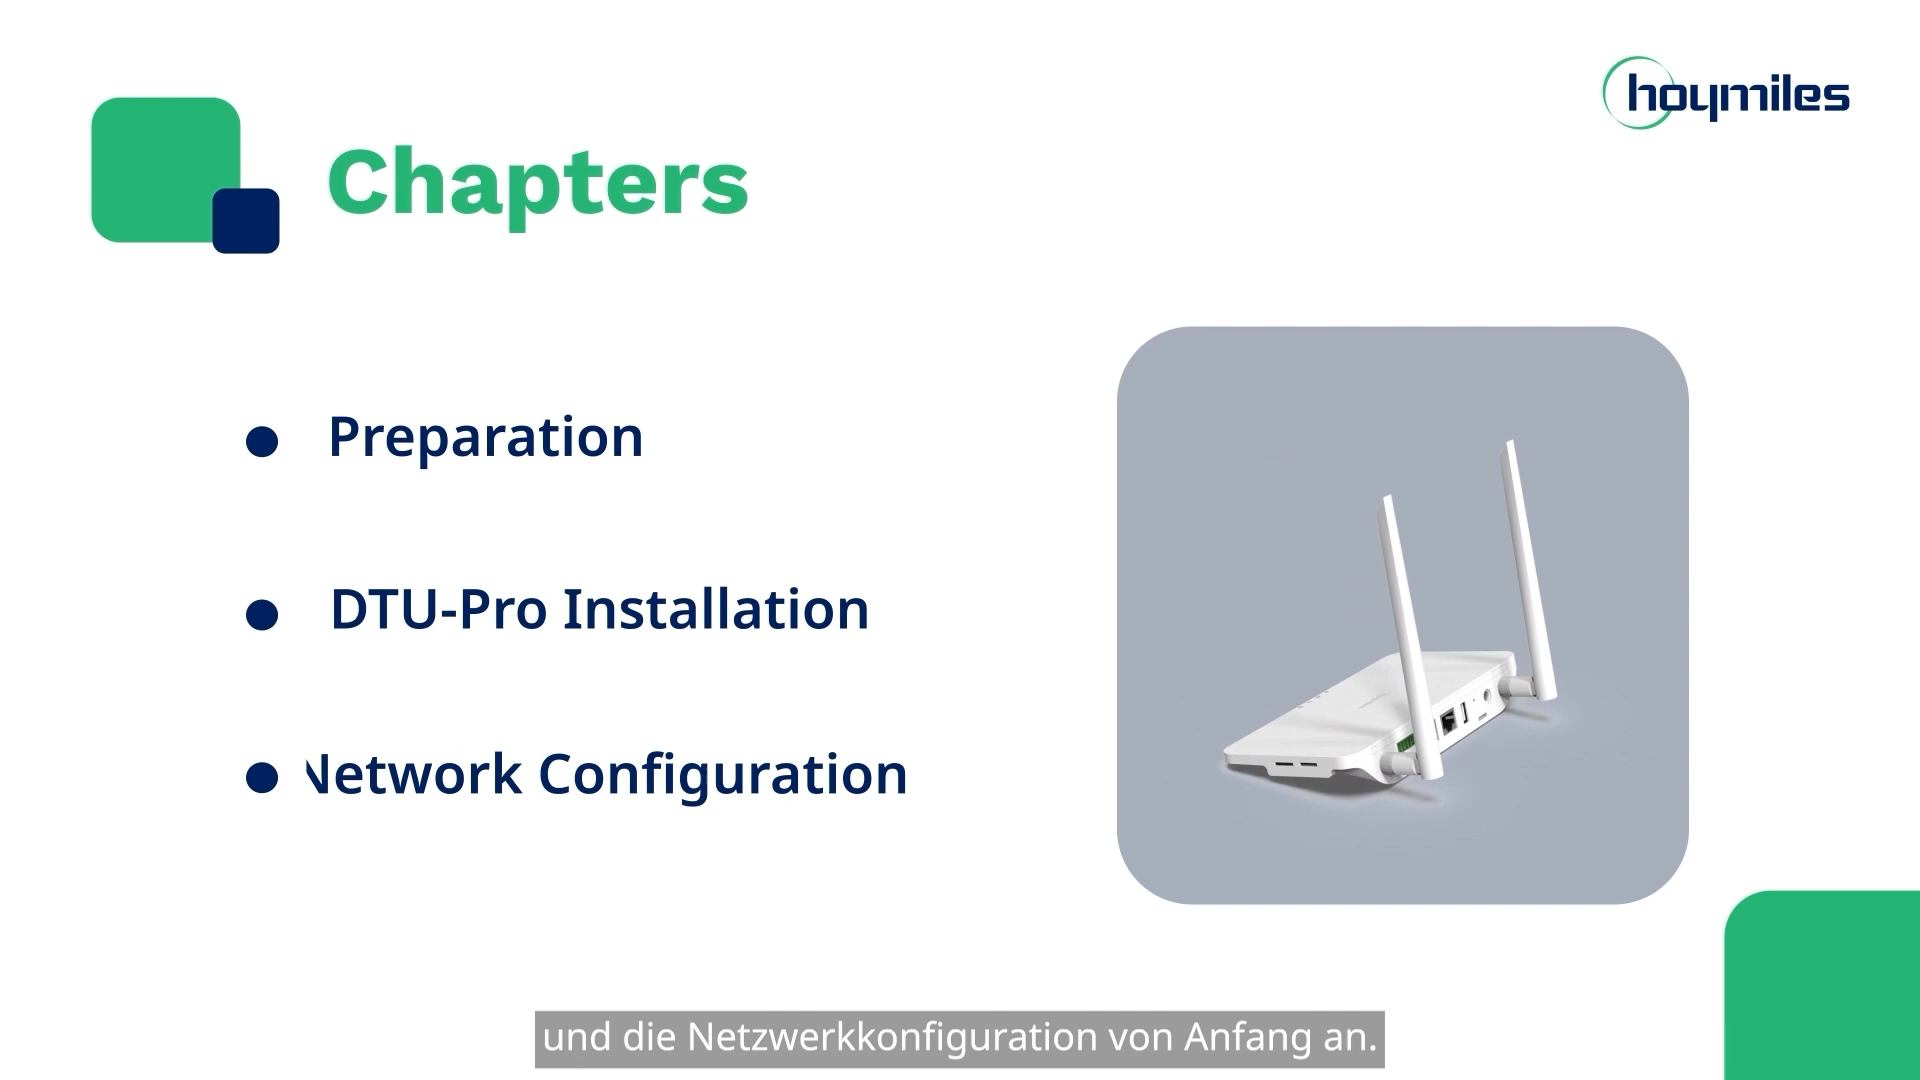 hoymiles
Chapters
Preparation
DTU-Pro Installation
Network Configuration
und die Netzwerkkonfiguration von Anfang an.